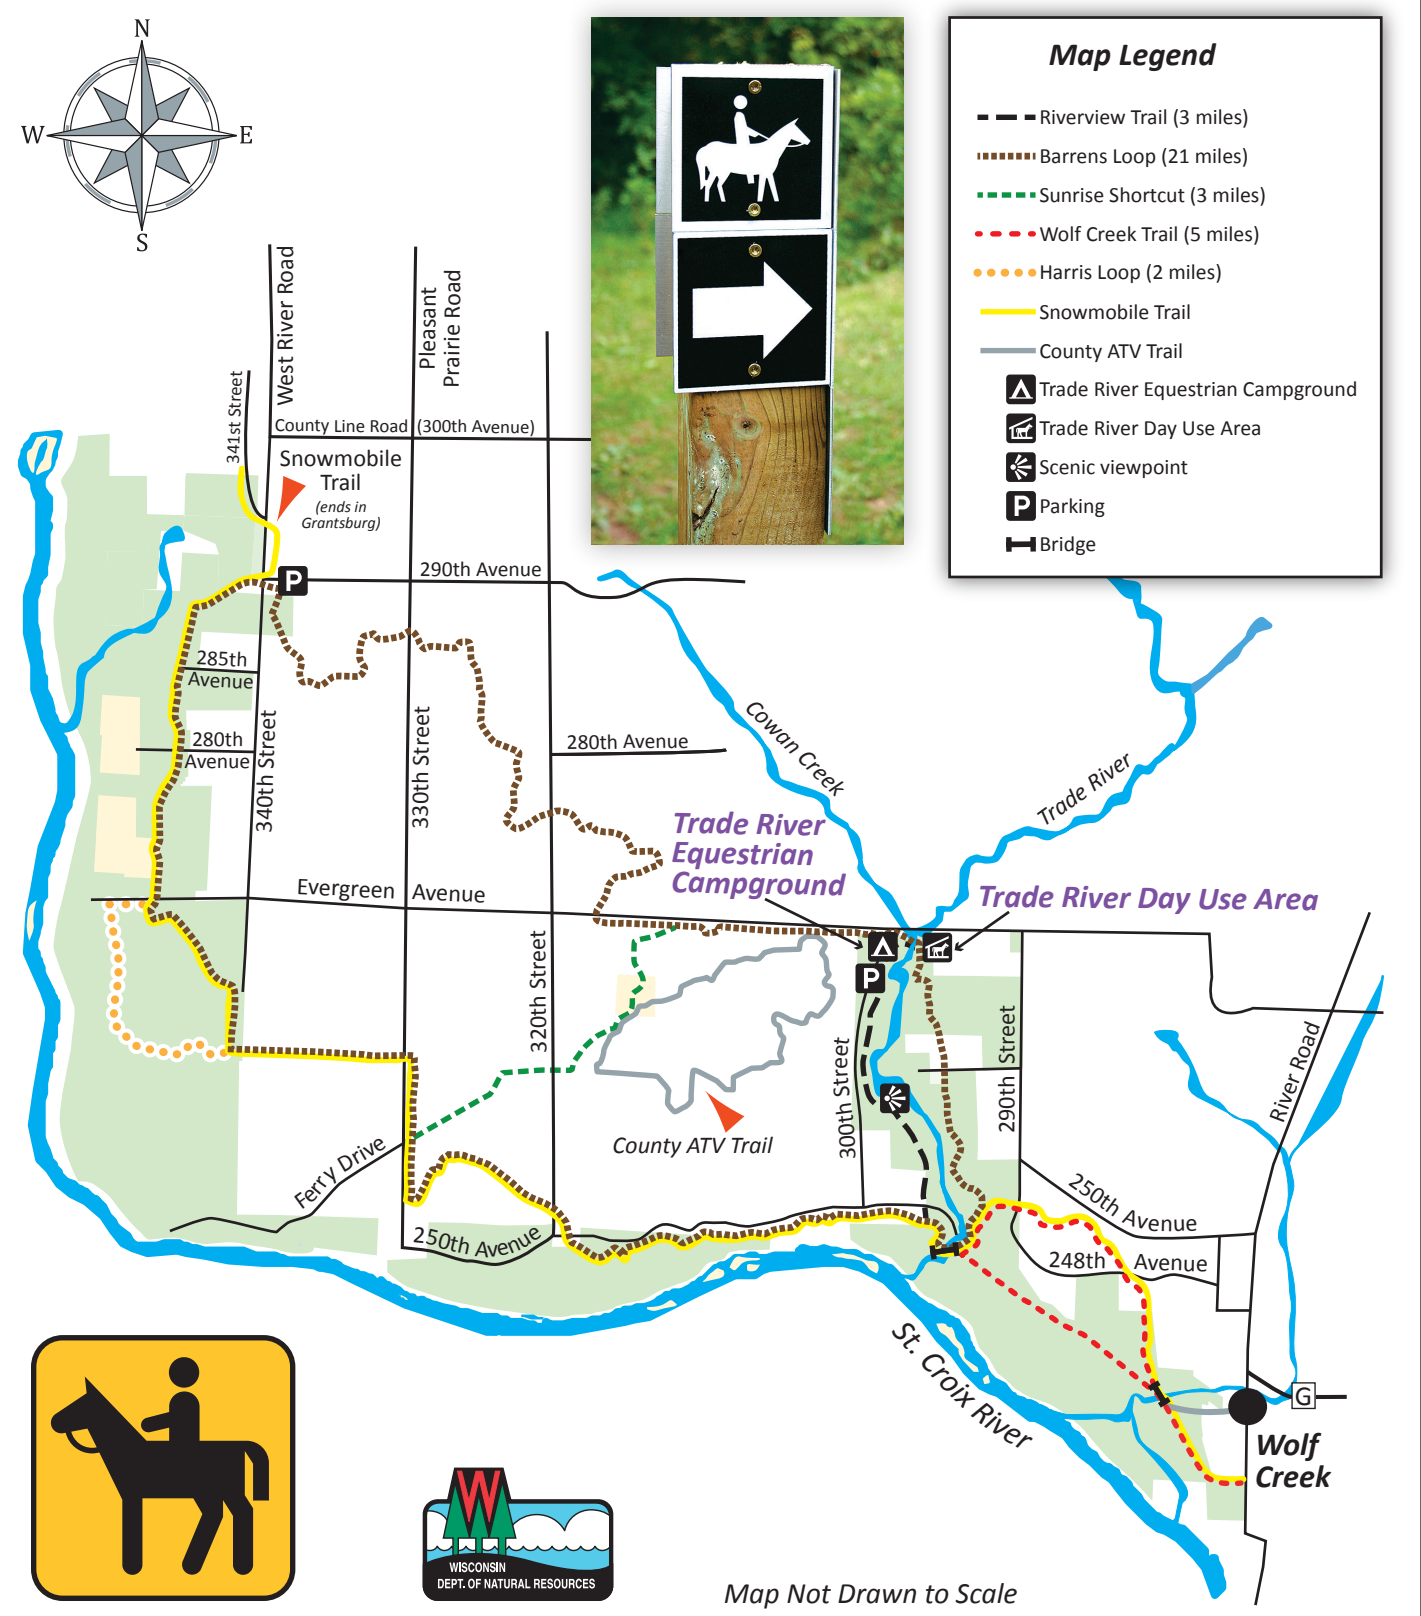 N
W
E
S
Map Legend
Riverview Trail (3 miles)
Barrens Loop (21 miles)
Sunrise Shortcut (3 miles)
Wolf Creek Trail (5 miles)
Harris Loop (2 miles)
Snowmobile Trail
County ATV Trail
Trade River Equestrian Campground
Trade River Day Use Area
Scenic viewpoint
P Parking
Bridge
West River Road
Pleasant
Prairie Road
341st Street
County Line Road (300th Avenue)
Snowmobile
Trail
(ends in
Grantsburg)
P
290th Avenue
285th
Avenue
280th
Avenue
340th Street
330th Street
280th Avenue
Cowan Creek
Trade River
Trade River
Equestrian
Campground
Trade River Day Use Area
Evergreen Avenue
320th Street
P
300th Street
290th Street
River Road
County ATV Trail
Ferry Drive
250th Avenue
250th Avenue
248th Avenue
St. Croix River
G
Wolf
Creek
W
WISCONSIN
DEPT. OF NATURAL RESOURCES
Map Not Drawn to Scale